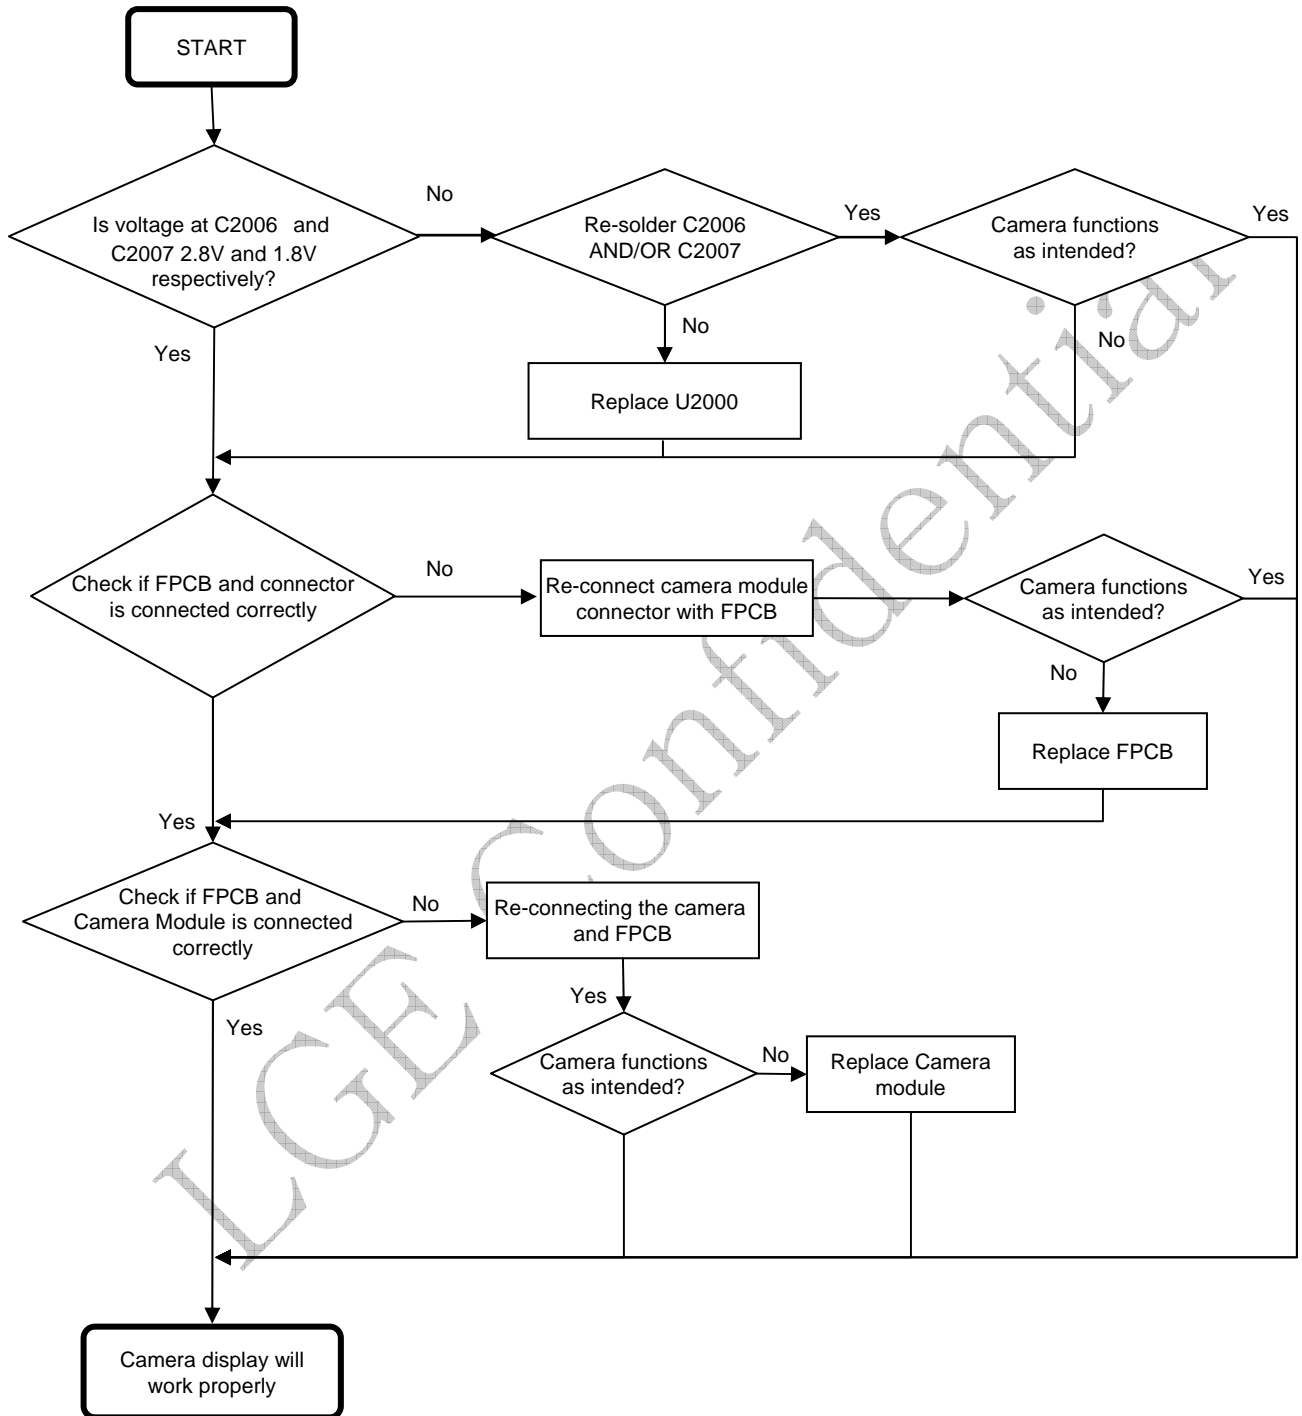 START
Is voltage at C2006 and
C2007 2.8V and 1.8V
respectively?
No
Re-solder C2006
AND/OR C2007
Yes
Camera functions
as intended?
Yes
Yes
No
No
Replace U2000
Check if FPCB and connector
is connected correctly
No
Re-connect camera module
connector with FPCB
Camera functions
as intended?
Yes
No
Replace FPCB
Yes
Check if FPCB and
Camera Module is connected
correctly
No
Re-connecting the camera
and FPCB
Yes
Yes
Camera functions
as intended?
No
Replace Camera
module
Camera display will
work properly
LGE Confidential